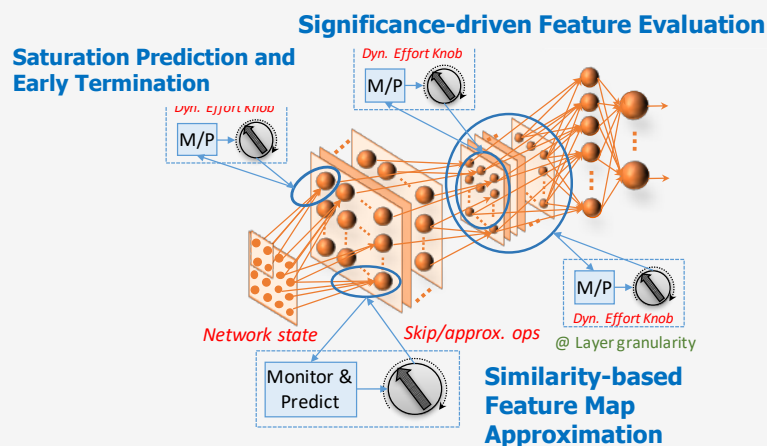 Significance-driven Feature Evaluation
Saturation Prediction and
Early Termination
Dyn. Effort Knob
M/P
Dyn. Effort Knob
M/P
M/P
Dyn. Effort Knob
@ Layer granularity
Network state
Skip/approx. ops
Monitor &
Predict
Similarity-based
Feature Map
Approximation